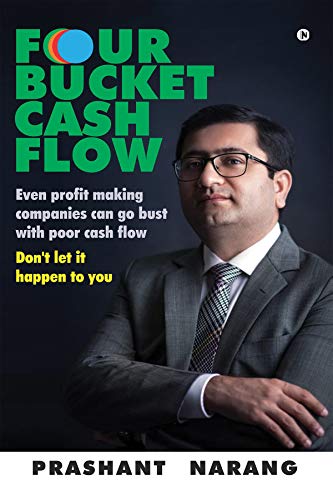 FOUR
BUCKET
CASH
FLOW
Even profit making
companies can go bust
with poor cash flow
Don't let it
happen to you
PRASHANT NARANG
N